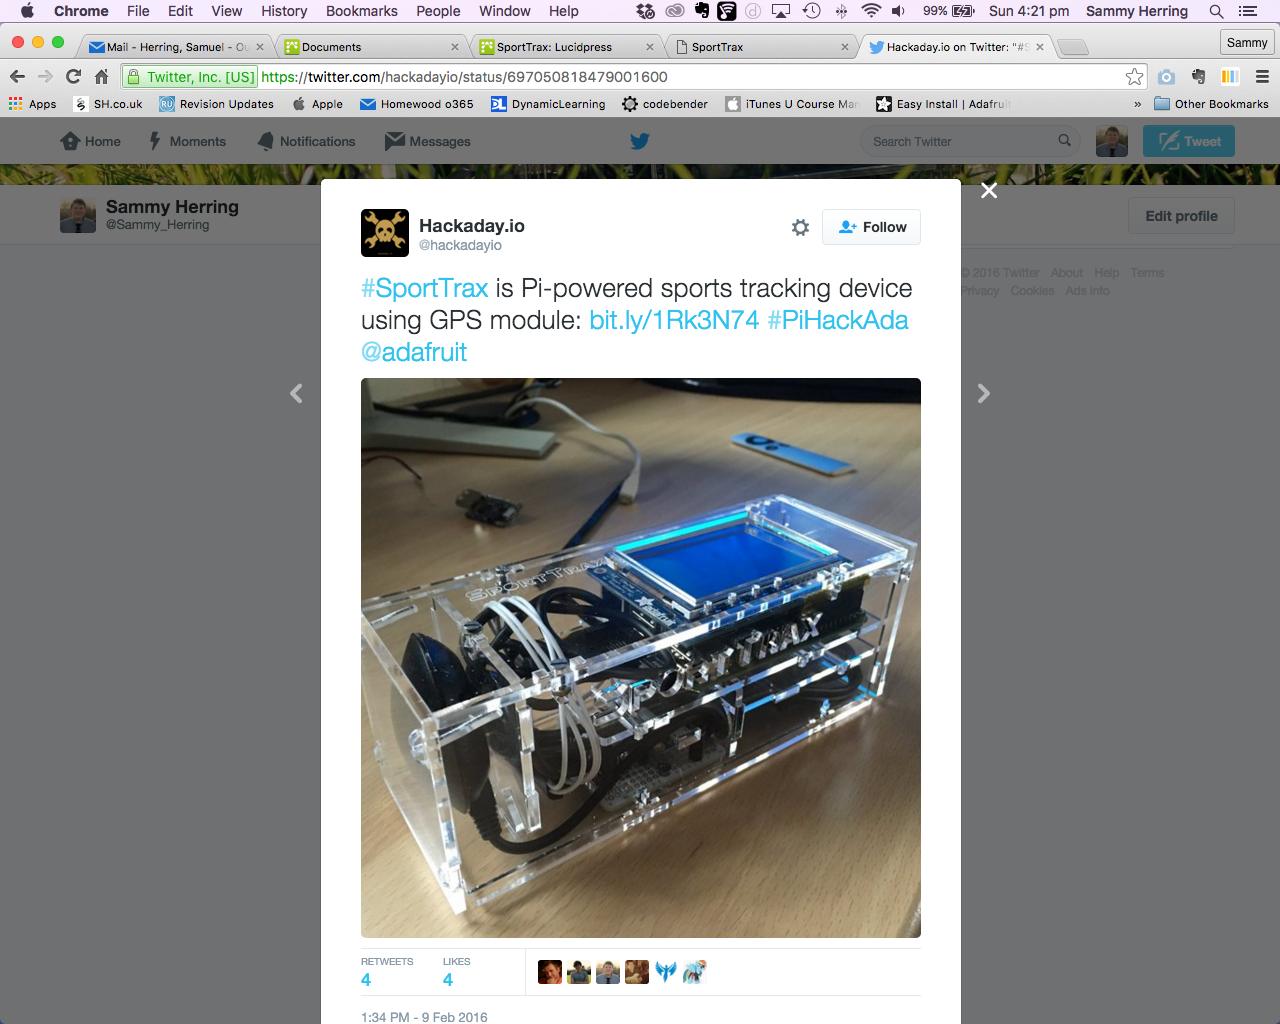 Chrome File Edit View History Bookmarks People Window Help 99% Sun 4:21 pm Sammy Herring
Mail - Herring, Samuel - Ou Documents SportTrax: Lucidpress SportTrax Hackaday.io on Twitter: "#S Sammy
Twitter, Inc. [US] https://twitter.com/hackadayio/status/697050818479001600
Apps SH.co.uk Revision Updates Apple Homewood o365 DynamicLearning codebender iTunes U Course Man Easy Install | Adafruit » Other Bookmarks
Home Moments Notifications Messages Search Twitter Tweet
Sammy Herring
@Sammy_Herring
Edit profile
Hackaday.io
@hackadayio
Follow
© 2016 Twitter About Help Terms
Privacy Cookies Ads info
#SportTrax is Pi-powered sports tracking device
using GPS module: bit.ly/1Rk3N74 #PiHackAda
@adafruit
SPORTTRAX
adafruit
SPORTTRAX
RETWEETS LIKES
4 4
1:34 PM - 9 Feb 2016